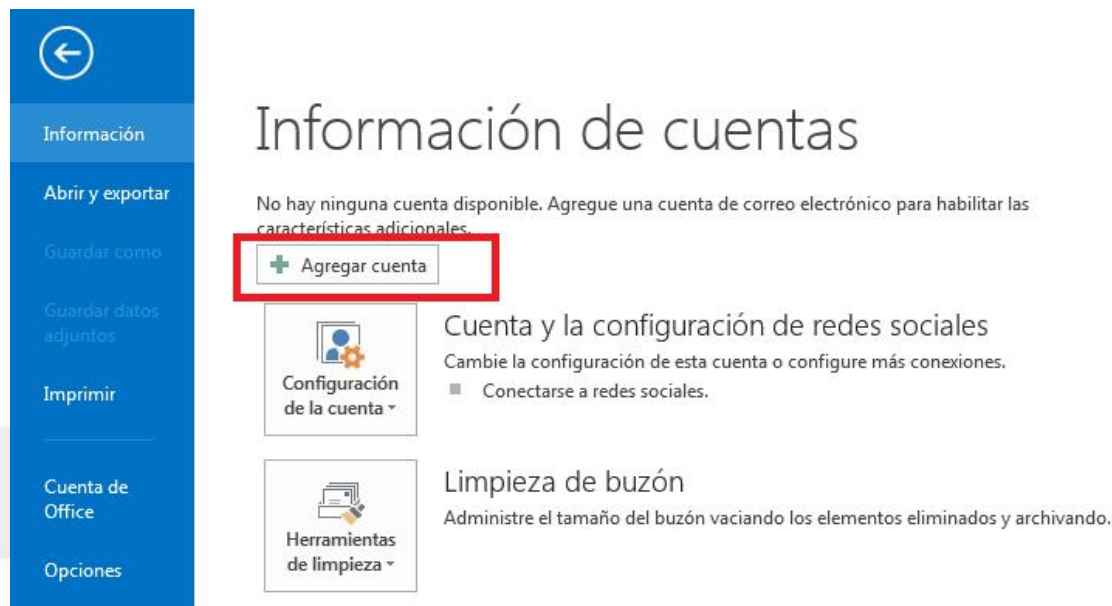 Información
Abrir y exportar
Guardar como
Guardar datos
adjuntos
Imprimir
Cuenta de
Office
Opciones
Información de cuentas
No hay ninguna cuenta disponible. Agregue una cuenta de correo electrónico para habilitar las
características adicionales.
Agregar cuenta
Configuración
de la cuenta
Cuenta y la configuración de redes sociales
Cambie la configuración de esta cuenta o configure más conexiones.
Conectarse a redes sociales.
Herramientas
de limpieza
Limpieza de buzón
Administre el tamaño del buzón vaciando los elementos eliminados y archivando.